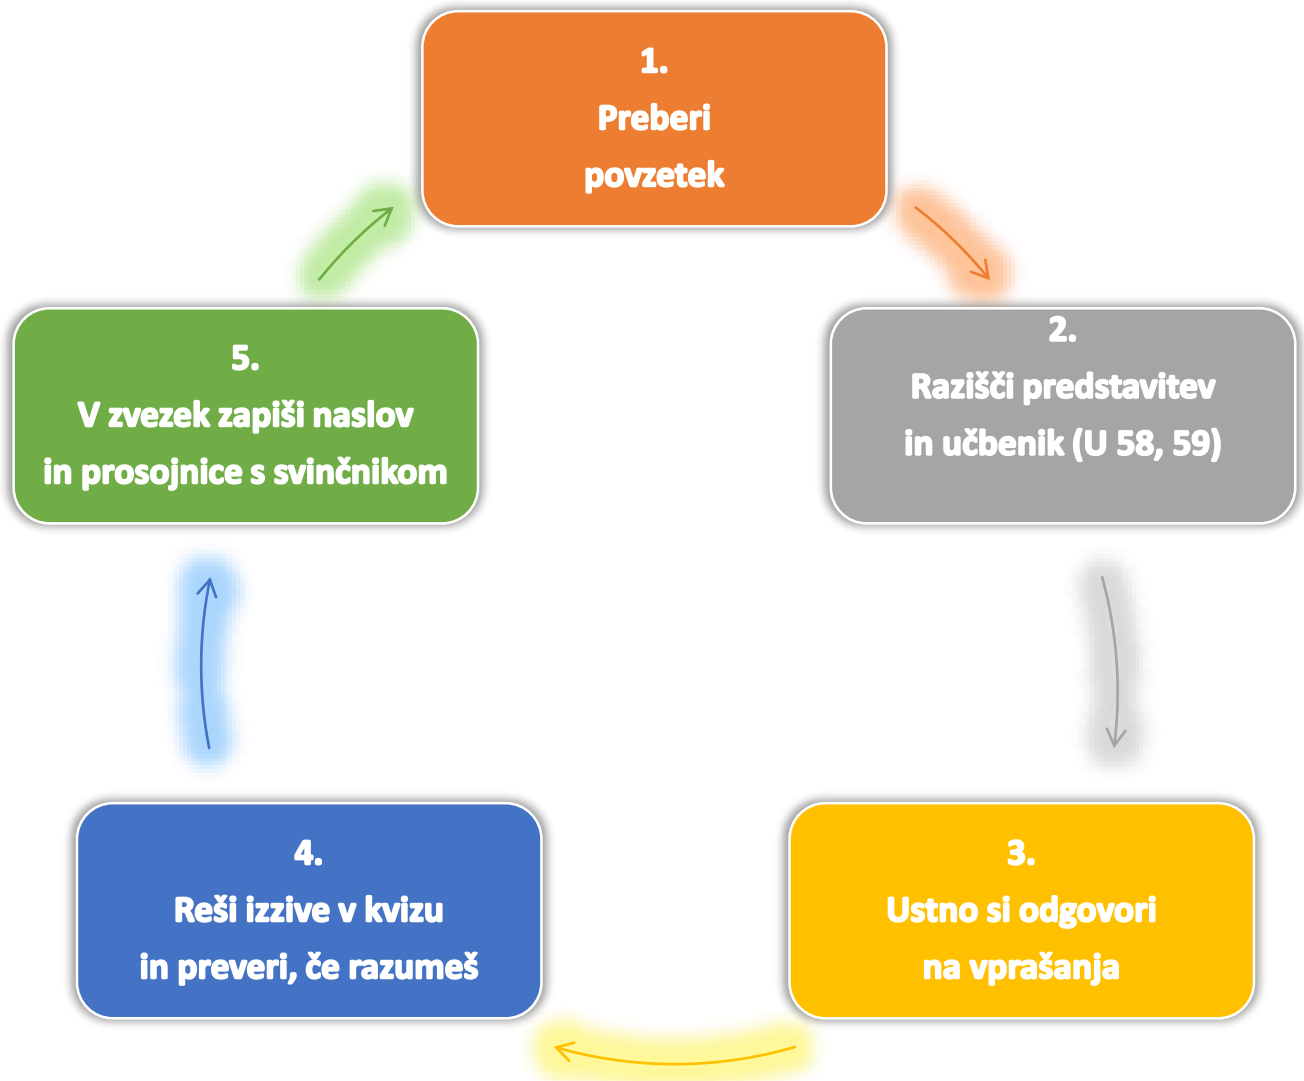 1.
Preberi
povzetek
2.
Razišči predstavitev
in učbenik (U 58, 59)
3.
Ustno si odgovori
na vprašanja
4.
Reši izzive v kvizu
in preveri, če razumeš
5.
V zvezek zapiši naslov
in prosojnice s svinčnikom